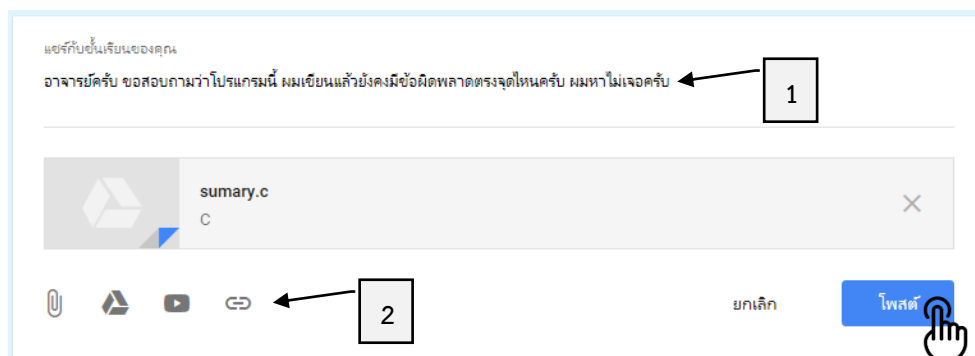 แชร์กับชั้นเรียนของคุณ
อาจารย์ครับ ขอสอบถามว่าโปรแกรมนี้ ผมเขียนแล้วยังคงมีข้อผิดพลาดตรงจุดไหนครับ ผมหาไม่เจอครับ
1
sumary.c
C
2
ยกเลิก
โพสต์